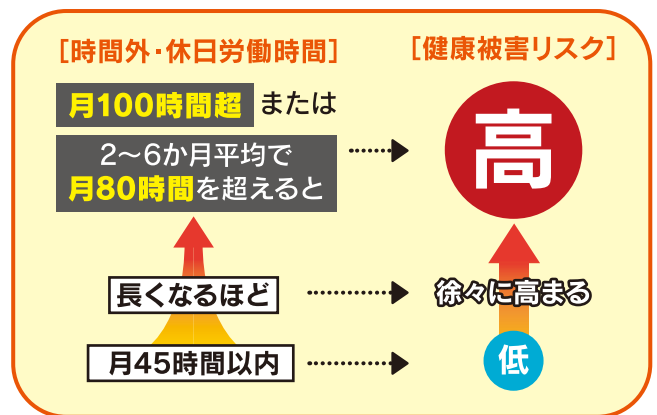 [時間外・休日労働時間]
[健康被害リスク]
月100時間超 または
2〜6か月平均で
月80時間を超えると
高
長くなるほど
徐々に高まる
月45時間以内
低